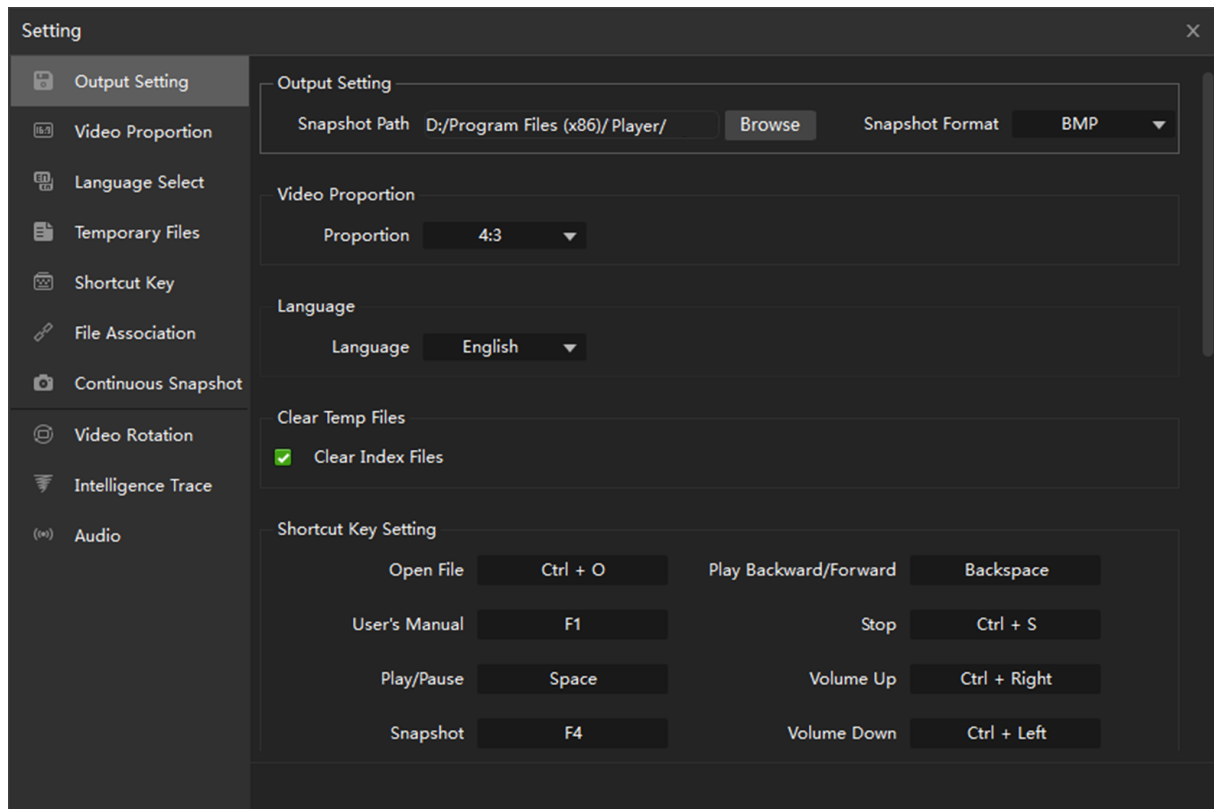 Setting
Output Setting
Video Proportion
Language Select
Temporary Files
Shortcut Key
File Association
Continuous Snapshot
Video Rotation
Intelligence Trace
Audio
Output Setting
Snapshot Path D:/Program Files (x86)/ Player/ Browse Snapshot Format BMP
Video Proportion
Proportion 4:3
Language
Language English
Clear Temp Files
Clear Index Files
Shortcut Key Setting
Open File Ctrl + O Play Backward/Forward Backspace
User's Manual F1 Stop Ctrl + S
Play/Pause Space Volume Up Ctrl + Right
Snapshot F4 Volume Down Ctrl + Left